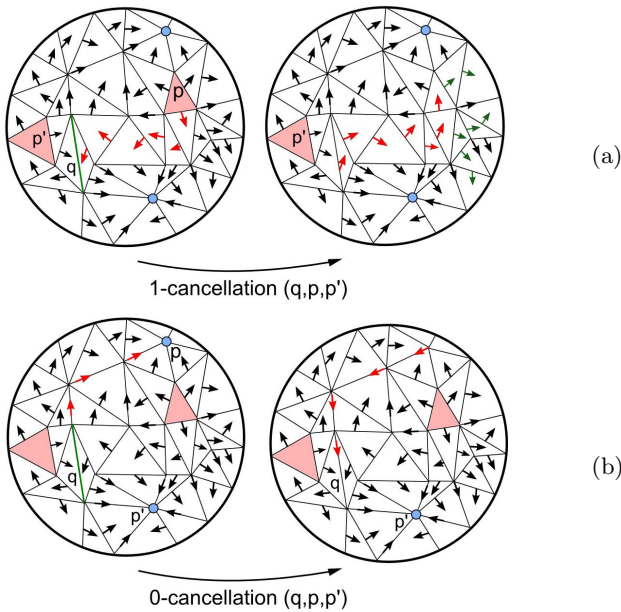 p
p'
p'
q
(a)
1-cancellation (q,p,p')
p
q
q
(b)
p'
p'
0-cancellation (q,p,p')